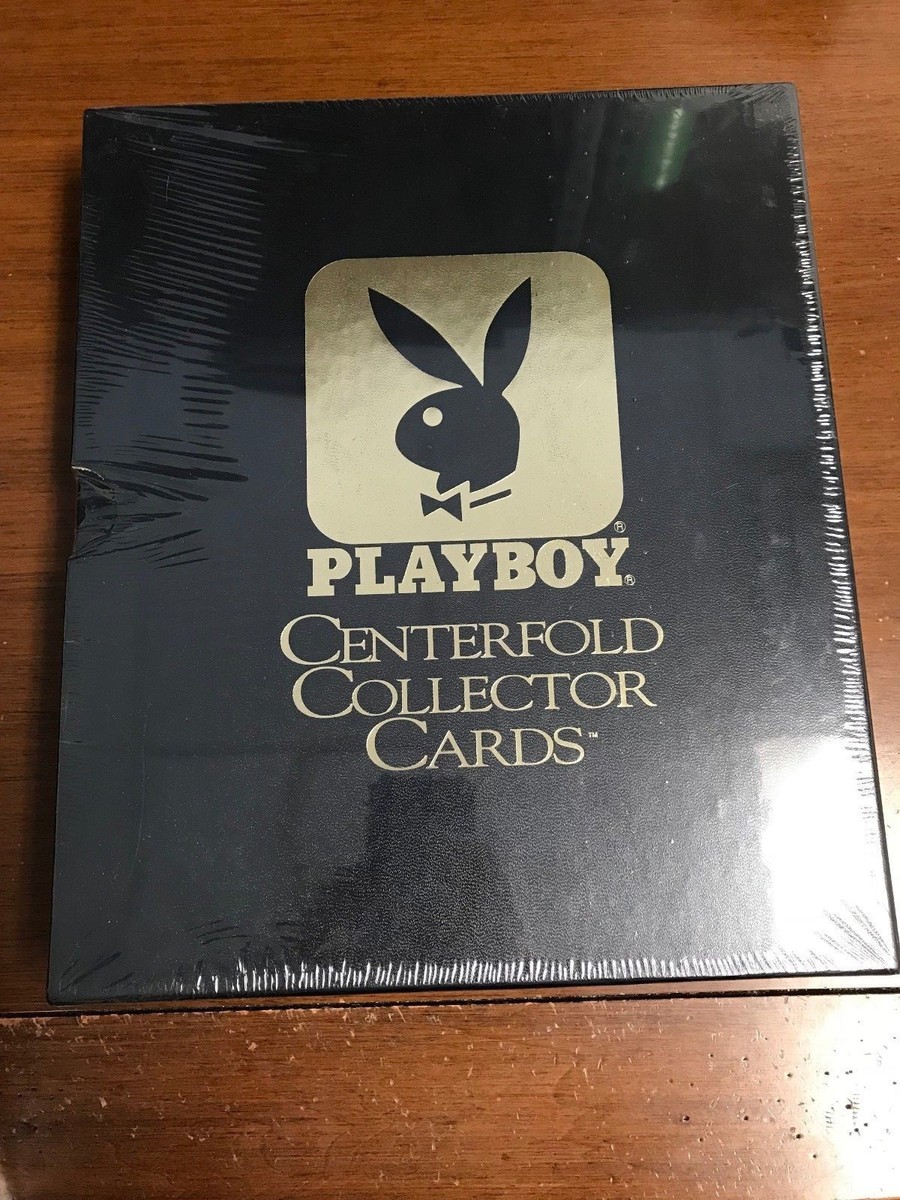 ®
PLAYBOY®
CENTERFOLD
COLLECTOR
CARDS™